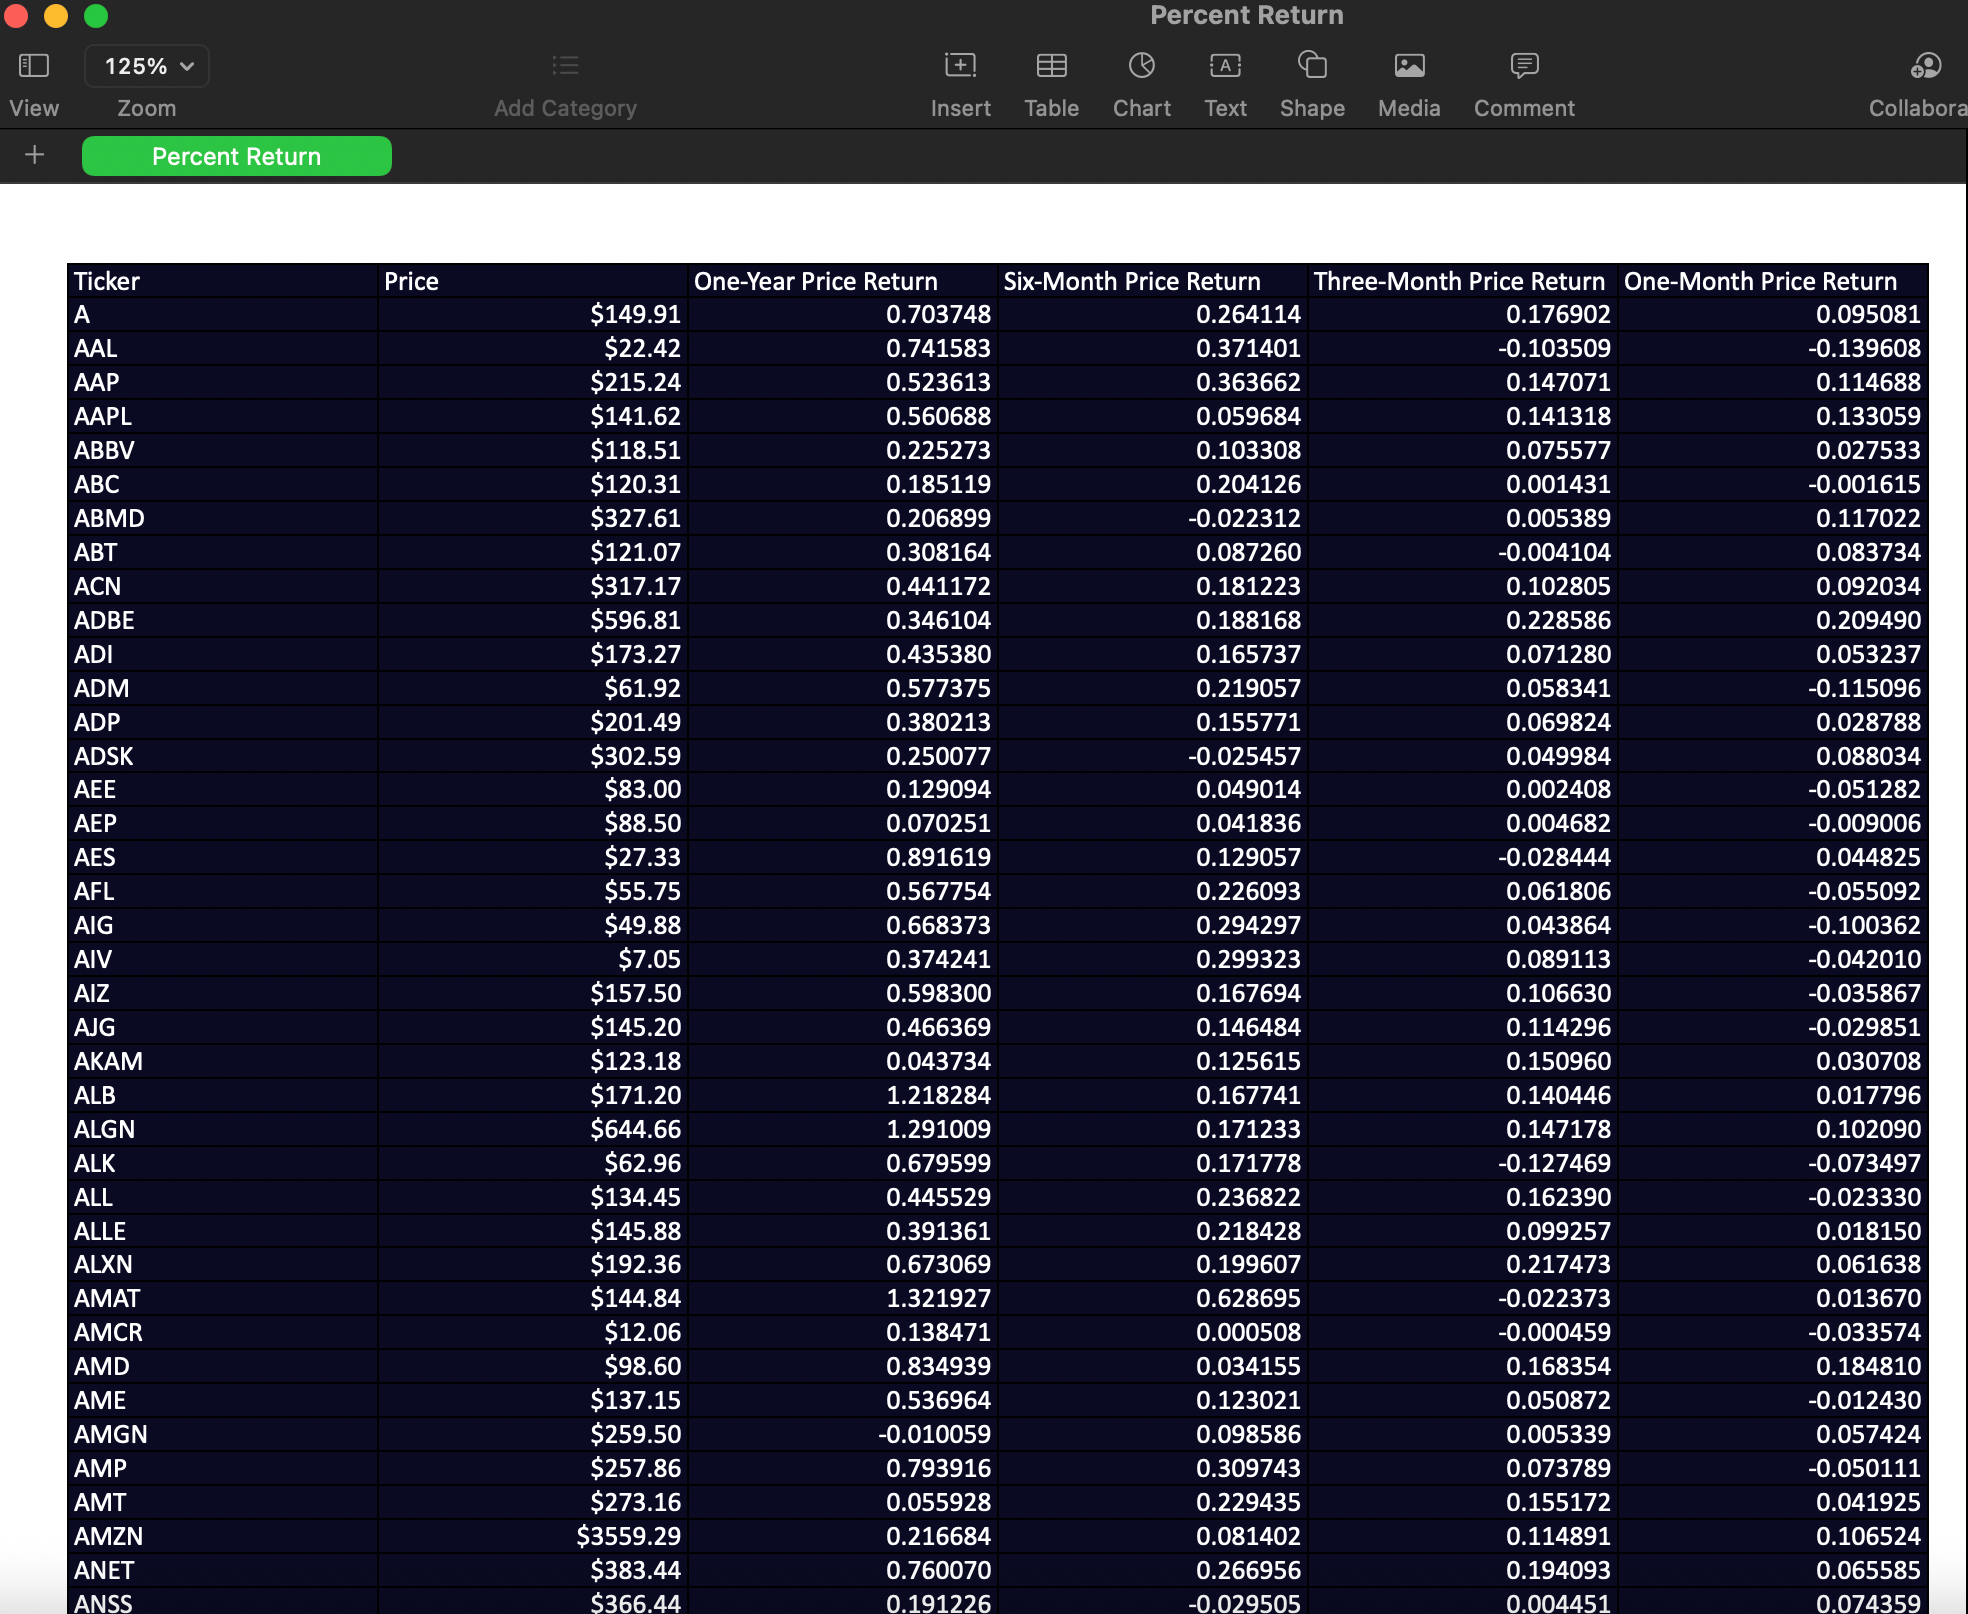 Percent Return
125%
View Zoom Add Category Insert Table Chart Text Shape Media Comment Collabora
Percent Return
Ticker Price One-Year Price Return Six-Month Price Return Three-Month Price Return One-Month Price Return
A $149.91 0.703748 0.264114 0.176902 0.095081
AAL $22.42 0.741583 0.371401 -0.103509 -0.139608
AAP $215.24 0.523613 0.363662 0.147071 0.114688
AAPL $141.62 0.560688 0.059684 0.141318 0.133059
ABBV $118.51 0.225273 0.103308 0.075577 0.027533
ABC $120.31 0.185119 0.204126 0.001431 -0.001615
ABMD $327.61 0.206899 -0.022312 0.005389 0.117022
ABT $121.07 0.308164 0.087260 -0.004104 0.083734
ACN $317.17 0.441172 0.181223 0.102805 0.092034
ADBE $596.81 0.346104 0.188168 0.228586 0.209490
ADI $173.27 0.435380 0.165737 0.071280 0.053237
ADM $61.92 0.577375 0.219057 0.058341 -0.115096
ADP $201.49 0.380213 0.155771 0.069824 0.028788
ADSK $302.59 0.250077 -0.025457 0.049984 0.088034
AEE $83.00 0.129094 0.049014 0.002408 -0.051282
AEP $88.50 0.070251 0.041836 0.004682 -0.009006
AES $27.33 0.891619 0.129057 -0.028444 0.044825
AFL $55.75 0.567754 0.226093 0.061806 -0.055092
AIG $49.88 0.668373 0.294297 0.043864 -0.100362
AIV $7.05 0.374241 0.299323 0.089113 -0.042010
AIZ $157.50 0.598300 0.167694 0.106630 -0.035867
AJG $145.20 0.466369 0.146484 0.114296 -0.029851
AKAM $123.18 0.043734 0.125615 0.150960 0.030708
ALB $171.20 1.218284 0.167741 0.140446 0.017796
ALGN $644.66 1.291009 0.171233 0.147178 0.102090
ALK $62.96 0.679599 0.171778 -0.127469 -0.073497
ALL $134.45 0.445529 0.236822 0.162390 -0.023330
ALLE $145.88 0.391361 0.218428 0.099257 0.018150
ALXN $192.36 0.673069 0.199607 0.217473 0.061638
AMAT $144.84 1.321927 0.628695 -0.022373 0.013670
AMCR $12.06 0.138471 0.000508 -0.000459 -0.033574
AMD $98.60 0.834939 0.034155 0.168354 0.184810
AME $137.15 0.536964 0.123021 0.050872 -0.012430
AMGN $259.50 -0.010059 0.098586 0.005339 0.057424
AMP $257.86 0.793916 0.309743 0.073789 -0.050111
AMT $273.16 0.055928 0.229435 0.155172 0.041925
AMZN $3559.29 0.216684 0.081402 0.114891 0.106524
ANET $383.44 0.760070 0.266956 0.194093 0.065585
ANSS $366.44 0.191226 -0.029505 0.004451 0.074359